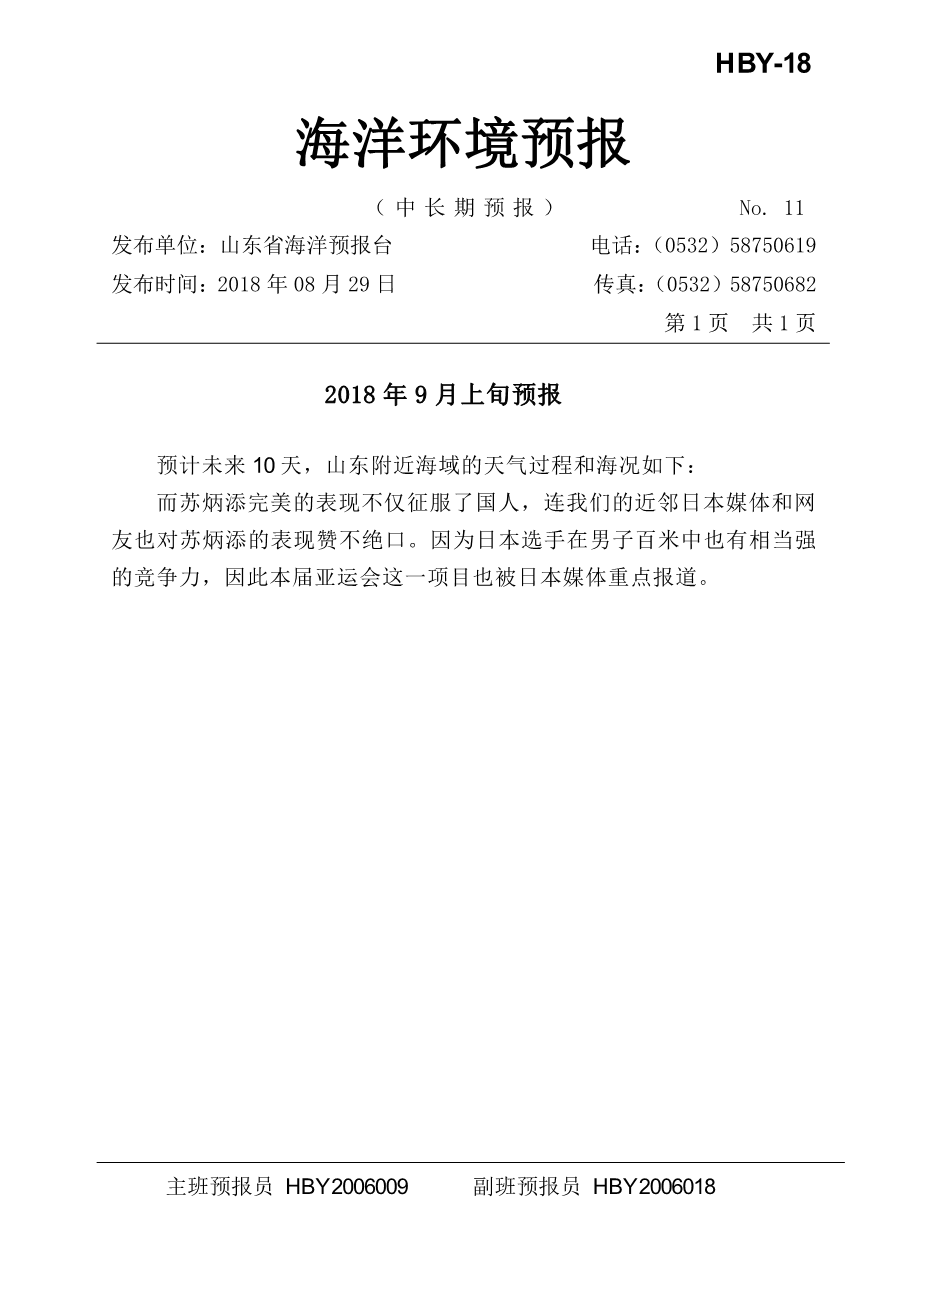 HBY-18
海洋环境预报
（中长期预报） No. 11
发布单位：山东省海洋预报台 电话：（0532）58750619
发布时间：2018 年 08 月 29 日 传真：（0532）58750682
第 1 页 共 1 页
2018 年 9 月上旬预报
预计未来 10 天，山东附近海域的天气过程和海况如下：
而苏炳添完美的表现不仅征服了国人，连我们的近邻日本媒体和网
友也对苏炳添的表现赞不绝口。因为日本选手在男子百米中也有相当强
的竞争力，因此本届亚运会这一项目也被日本媒体重点报道。
主班预报员 HBY2006009 副班预报员 HBY2006018